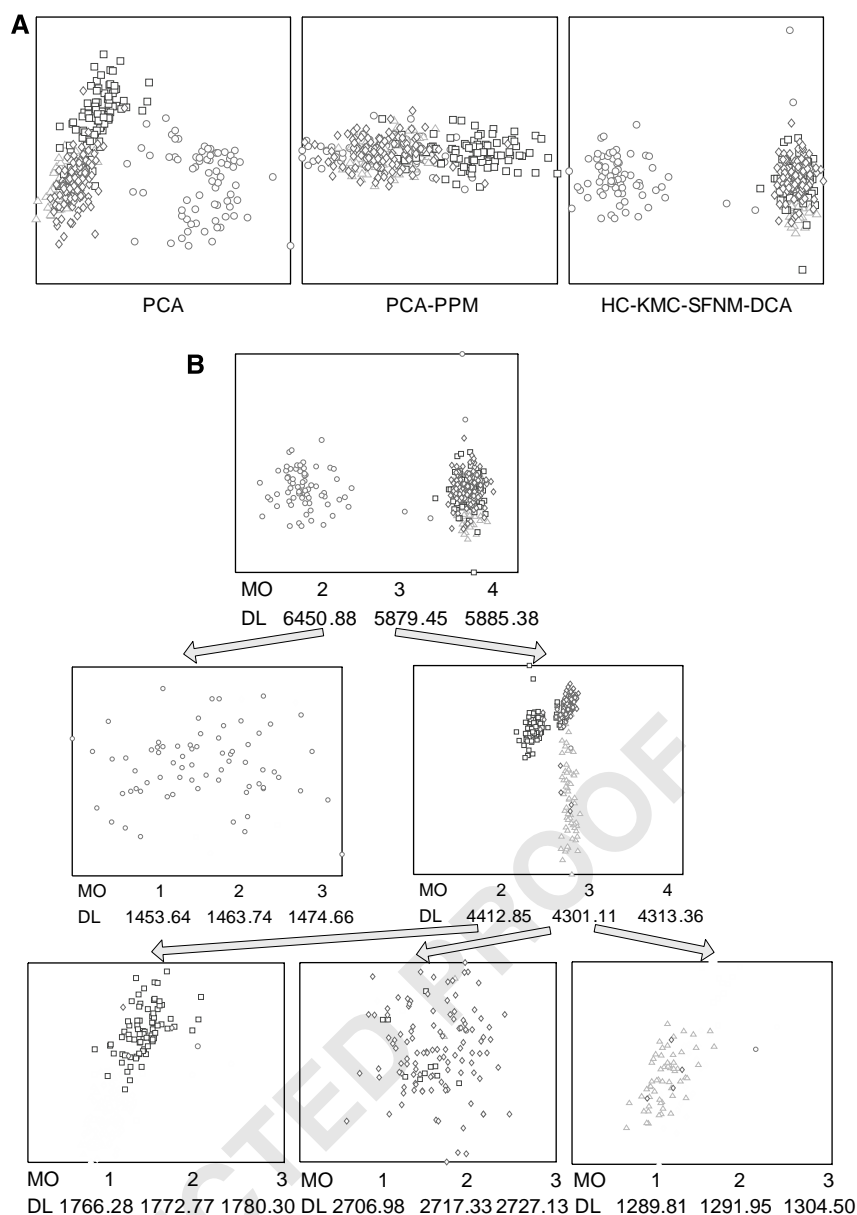 A
PCA PCA-PPM HC-KMC-SFNM-DCA
B
MO 2 3 4
DL 6450.88 5879.45 5885.38
MO 1 2 3
DL 1453.64 1463.74 1474.66
MO 2 3 4
DL 4412.85 4301.11 4313.36
MO 1 2 3
DL 1766.28 1772.77 1780.30
MO 1 2 3
DL 2706.98 2717.33 2727.13
MO 1 2 3
DL 1289.81 1291.95 1304.50
CTED PROOF